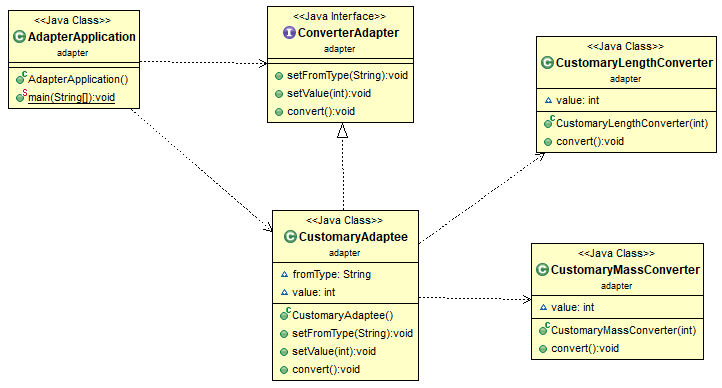 <<Java Class>>
AdapterApplication
adapter
AdapterApplication()
main(String[]):void
<<Java Interface>>
ConverterAdapter
adapter
setFromType(String):void
setValue(int):void
convert():void
<<Java Class>>
CustomaryLengthConverter
adapter
value: int
CustomaryLengthConverter(int)
convert():void
<<Java Class>>
CustomaryAdaptee
adapter
fromType: String
value: int
CustomaryAdaptee()
setFromType(String):void
setValue(int):void
convert():void
<<Java Class>>
CustomaryMassConverter
adapter
value: int
CustomaryMassConverter(int)
convert():void